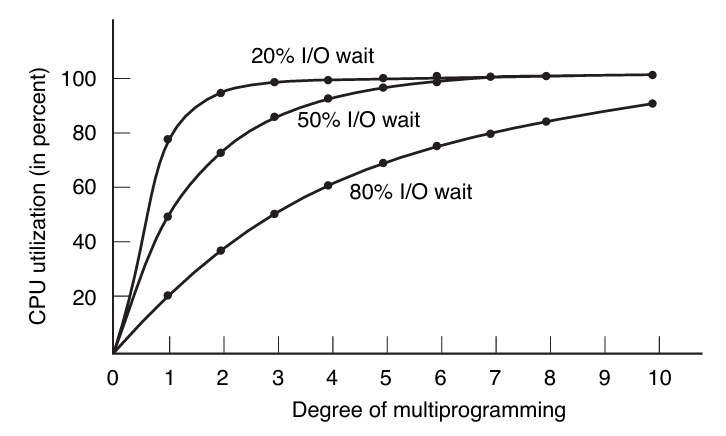 20% I/O wait
50% I/O wait
80% I/O wait
CPU utilization (in percent)
100
80
60
40
20
0 1 2 3 4 5 6 7 8 9 10
Degree of multiprogramming